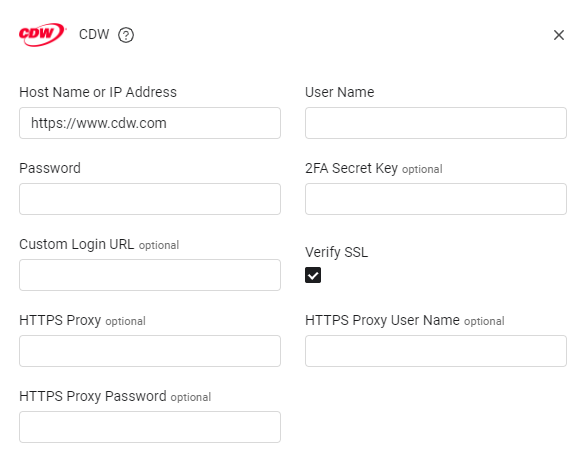 CDW CDW ?
Host Name or IP Address
User Name
https://www.cdw.com
Password
2FA Secret Key optional
Custom Login URL optional
Verify SSL
HTTPS Proxy optional
HTTPS Proxy User Name optional
HTTPS Proxy Password optional